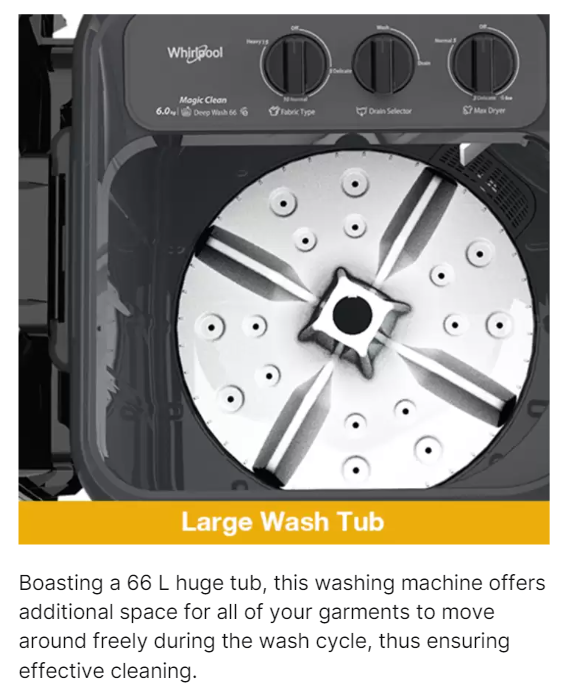 Off
Wash
Off
Heavy
Normal
Whirlpool
Delicate
Drain
Normal
Delicate
Magic Clean
6.0 kg | Deep Wash 66
Fabric Type
Drain Selector
Max Dryer
Large Wash Tub
Boasting a 66 L huge tub, this washing machine offers
additional space for all of your garments to move
around freely during the wash cycle, thus ensuring
effective cleaning.